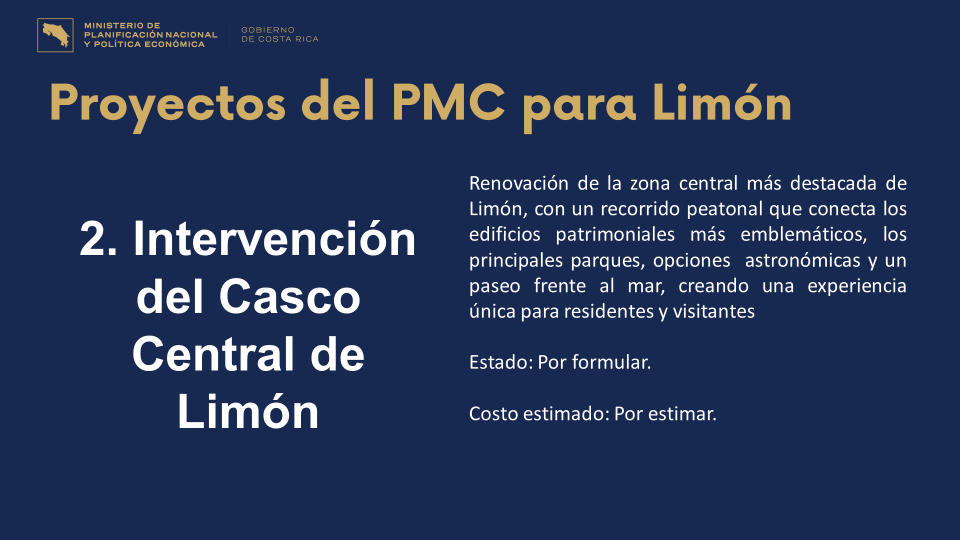 MINISTERIO DE
PLANIFICACIÓN NACIONAL
Y POLÍTICA ECONÓMICA
GOBIERNO
DE COSTA RICA
Proyectos del PMC para Limón
2. Intervención
del Casco
Central de
Limón
Renovación de la zona central más destacada de
Limón, con un recorrido peatonal que conecta los
edificios patrimoniales más emblemáticos, los
principales parques, opciones astronómicas y un
paseo frente al mar, creando una experiencia
única para residentes y visitantes
Estado: Por formular.
Costo estimado: Por estimar.